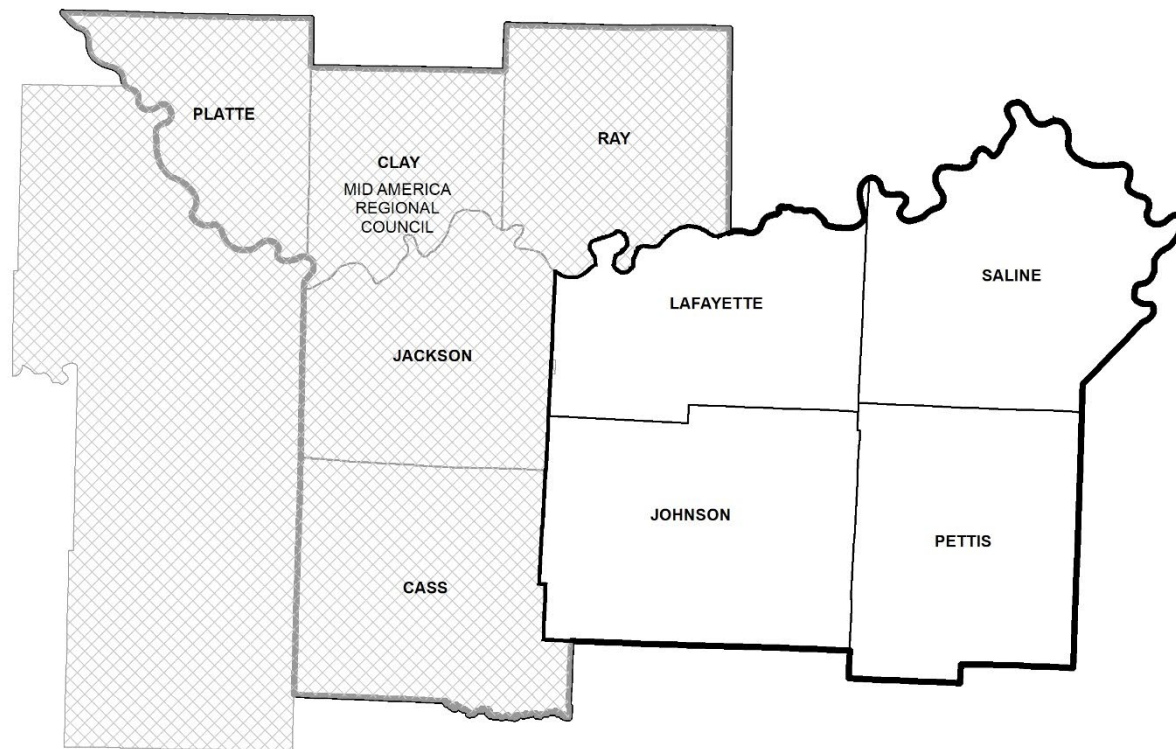 PLATTE
CLAY
MID AMERICA
REGIONAL
COUNCIL
RAY
SALINE
LAFAYETTE
JACKSON
JOHNSON
PETTIS
CASS